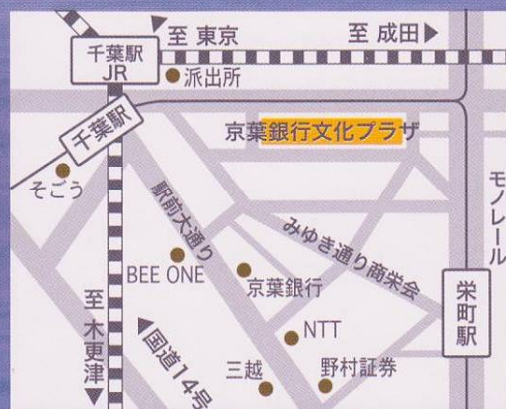 至 東京
至 成田▶
千葉駅
JR
派出所
千葉駅
京葉銀行文化プラザ
そごう
駅前大通り
みゆき通り商栄会
モノレール
BEE ONE
京葉銀行
栄町駅
至 木更津
国道14号
NTT
三越
野村証券